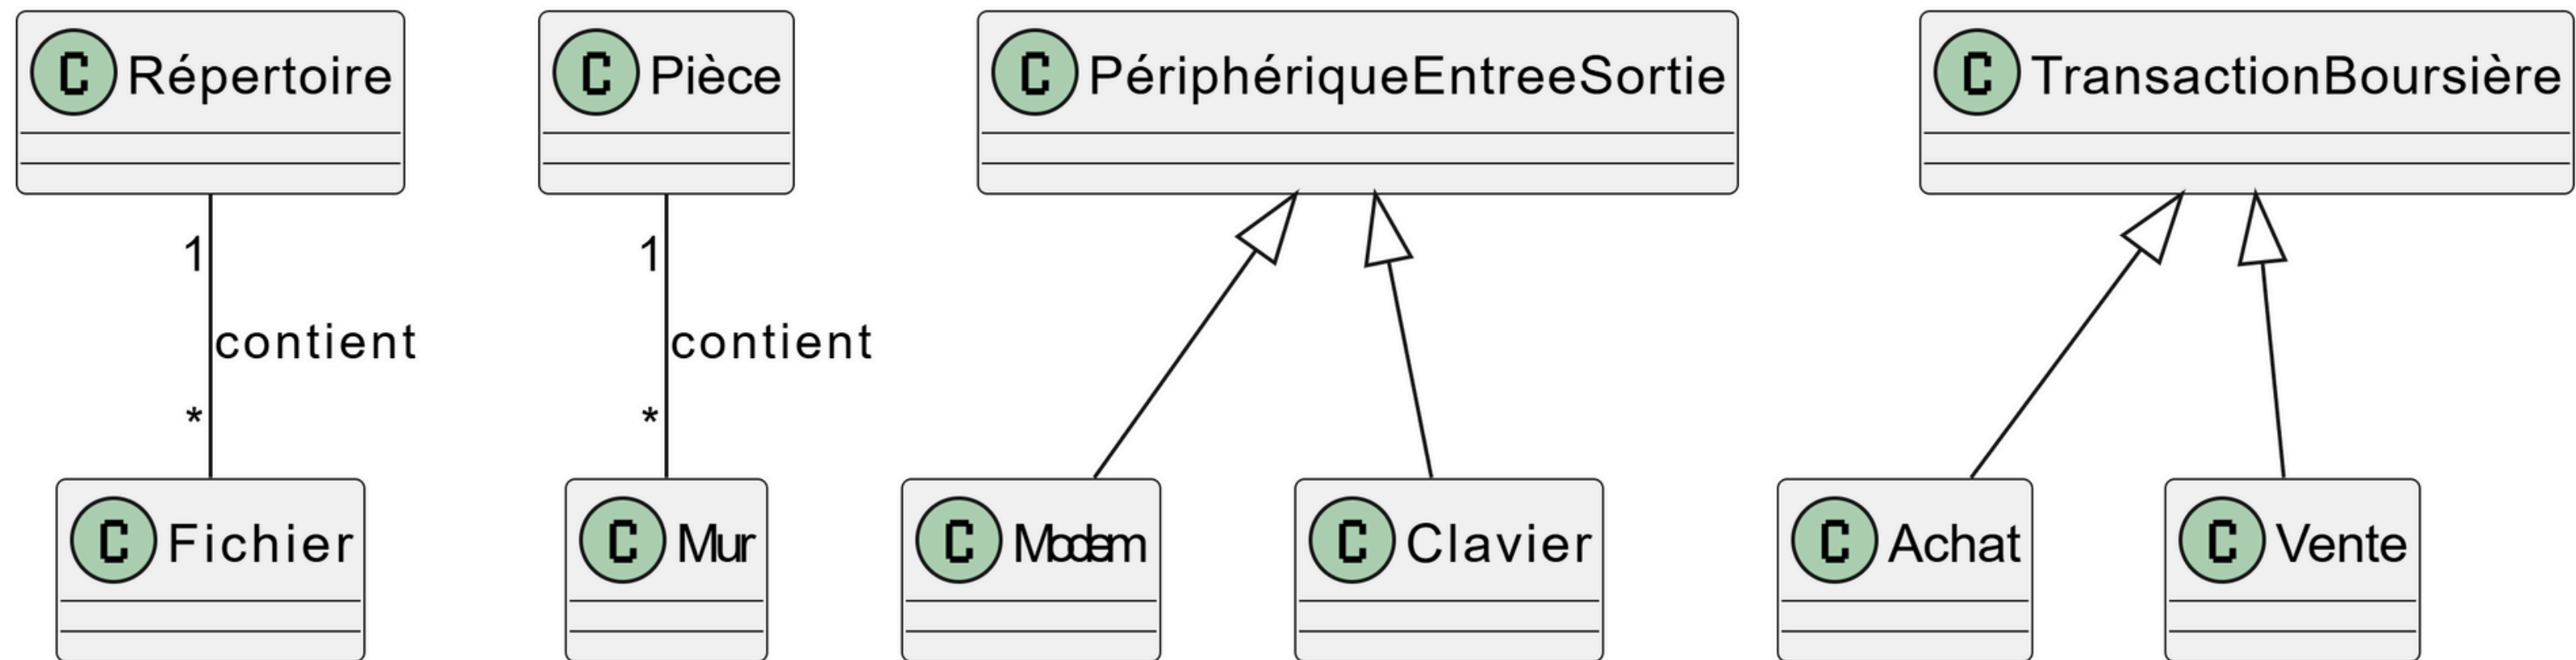 C Répertoire
C Pièce
C PériphériqueEntreeSortie
C TransactionBoursière
1
contient
*
1
contient
*
C Fichier
C Mur
C Modem
C Clavier
C Achat
C Vente